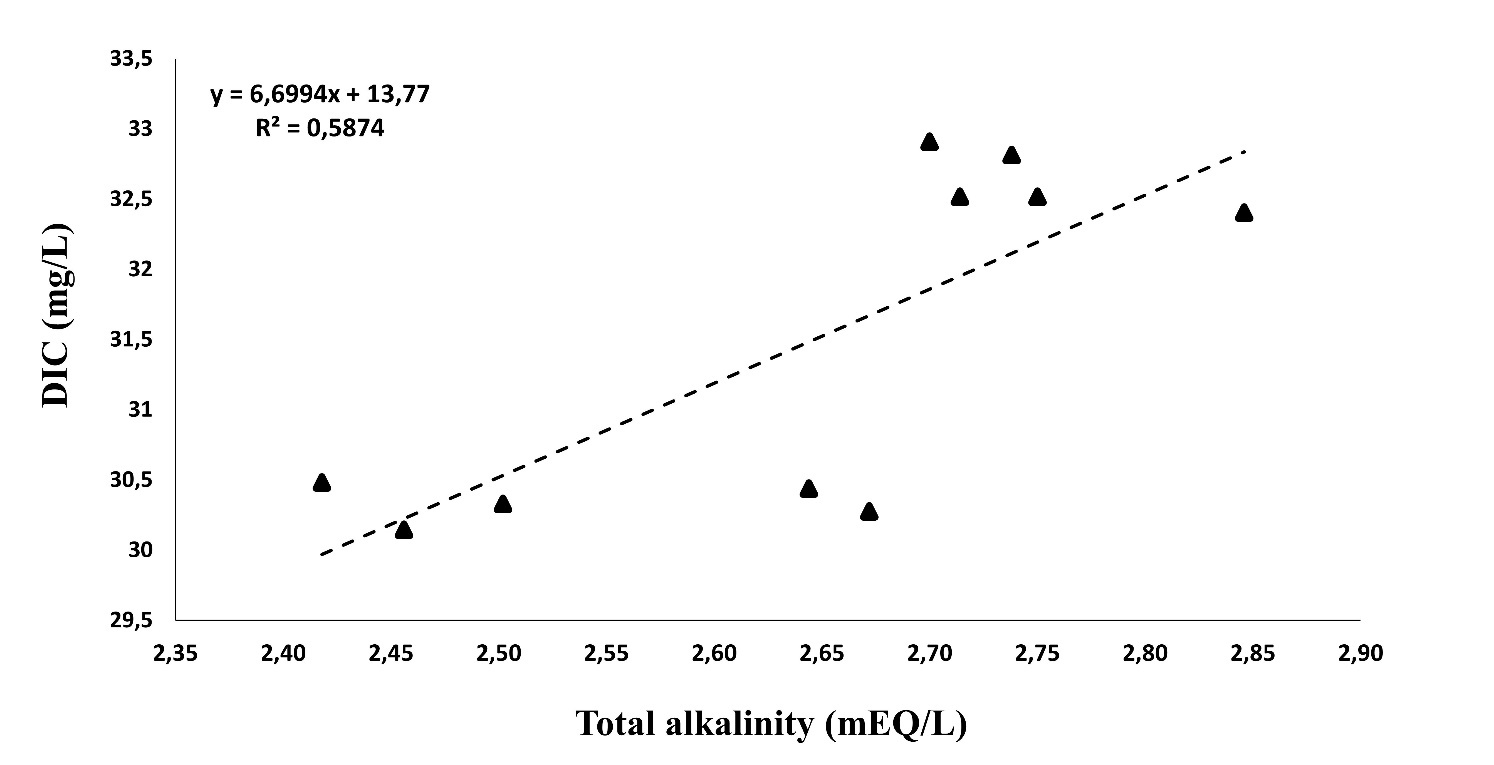 y = 6,6994x + 13,77
R² = 0,5874
33,5
33
32,5
32
31,5
31
30,5
30
29,5
DIC (mg/L)
2,35 2,40 2,45 2,50 2,55 2,60 2,65 2,70 2,75 2,80 2,85 2,90
Total alkalinity (mEQ/L)